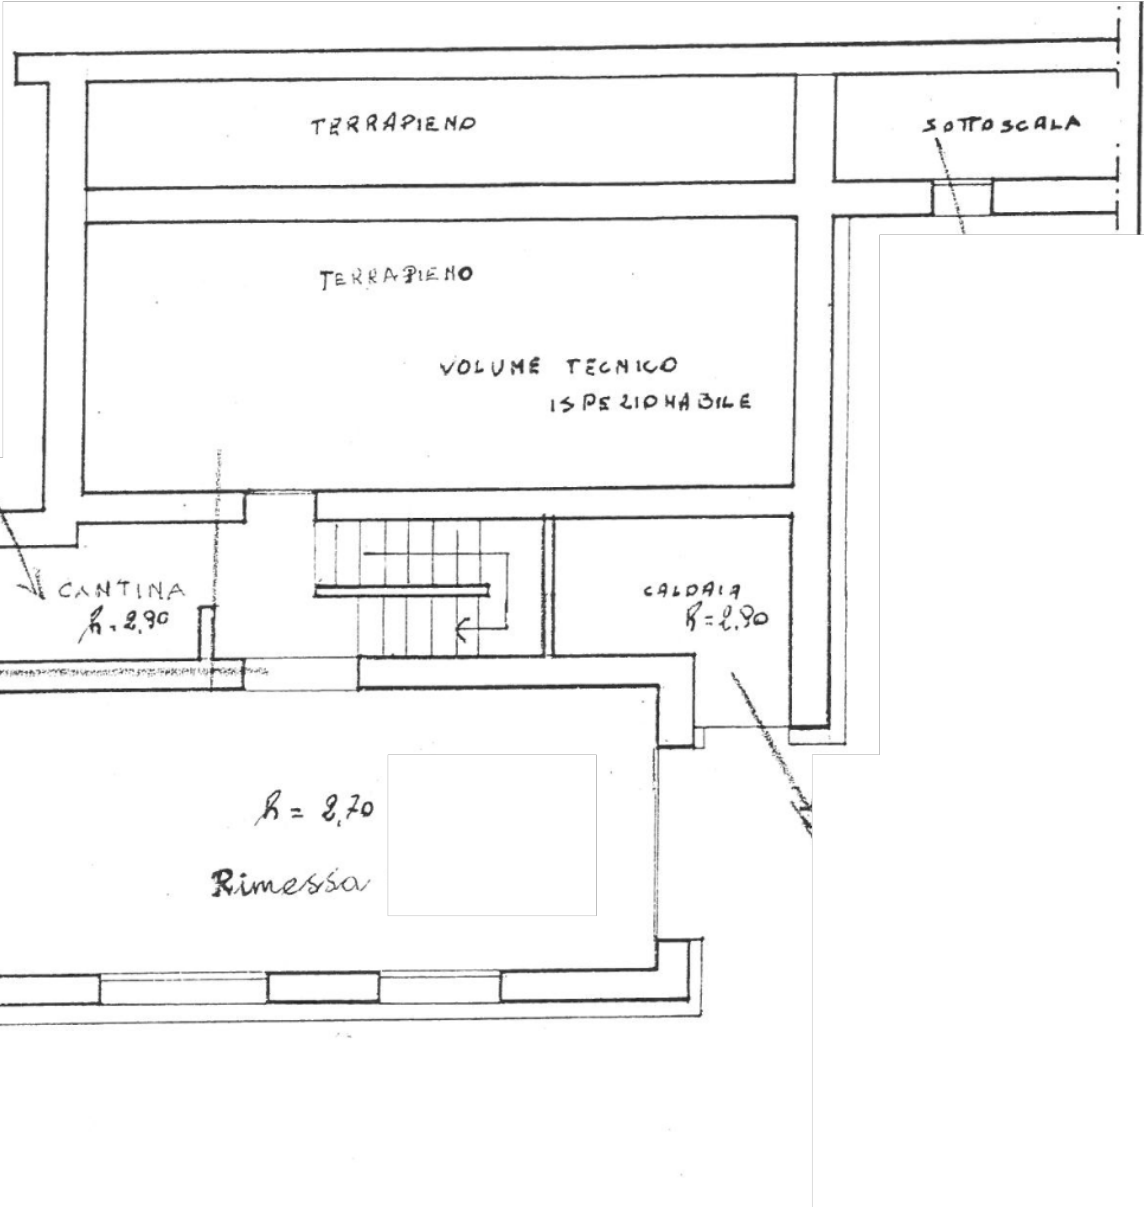 TERRAPIENO
SOTTOSCALA
TERRAPIENO
VOLUME TECNICO
ISPEZIONABILE
CANTINA
h=2,90
CALDAIA
h=2,90
h=2,70
Rimessa